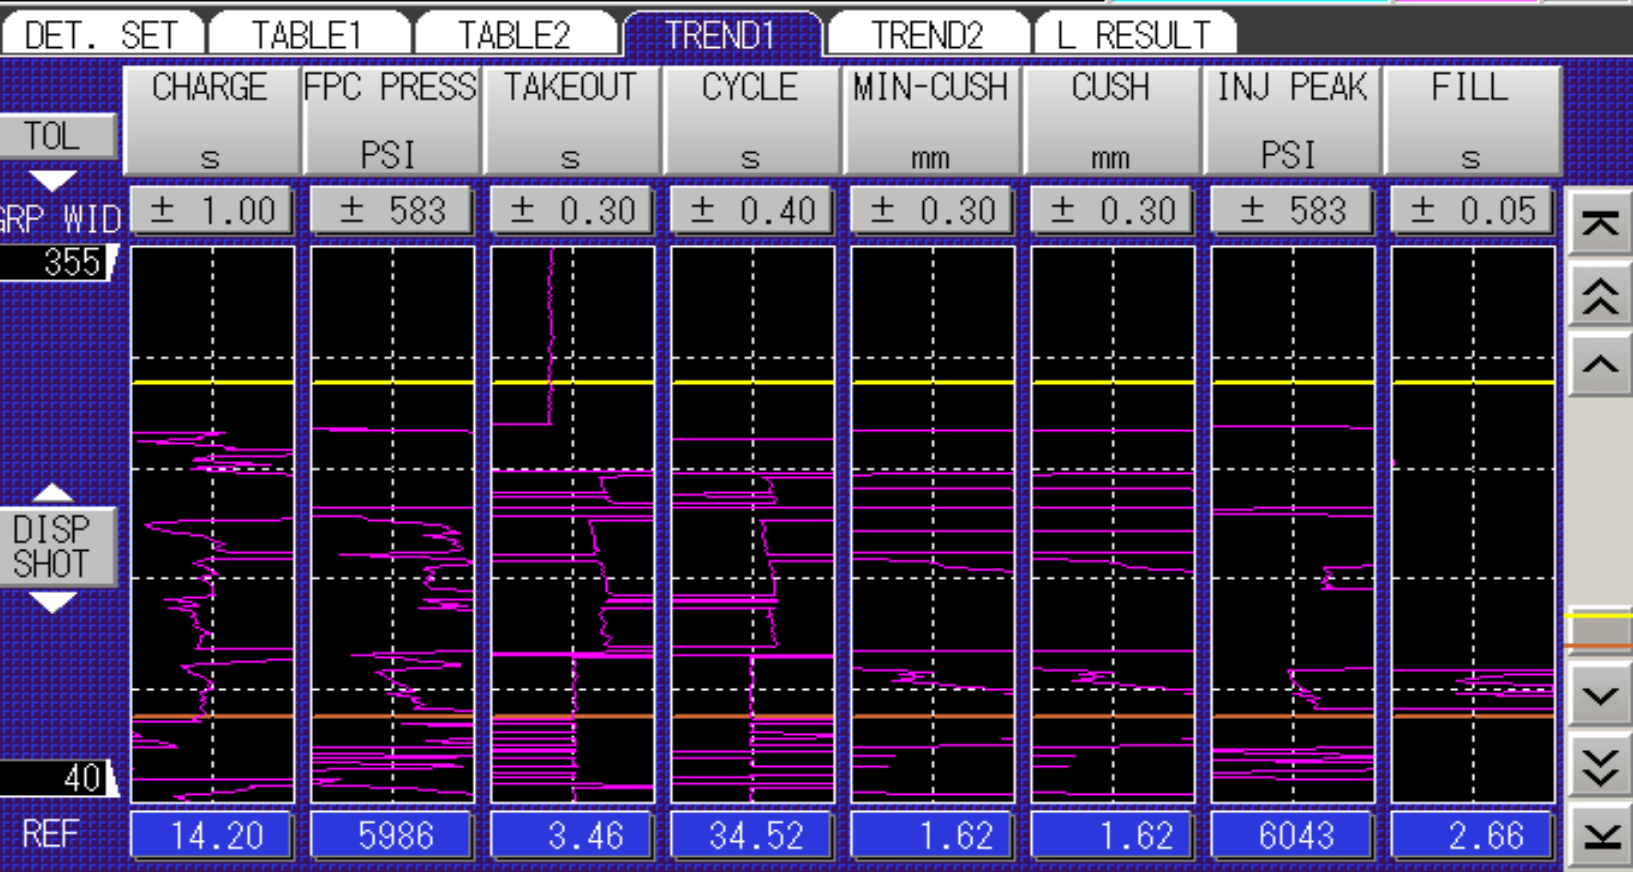 DET. SET TABLE1 TABLE2 TREND1 TREND2 L RESULT
CHARGE FPC PRESS TAKEOUT CYCLE MIN-CUSH CUSH INJ PEAK FILL
TOL
s PSI s s mm mm PSI s
GRP WID ± 1.00 ± 583 ± 0.30 ± 0.40 ± 0.30 ± 0.30 ± 583 ± 0.05
355
DISP
SHOT
40
REF 14.20 5986 3.46 34.52 1.62 1.62 6043 2.66